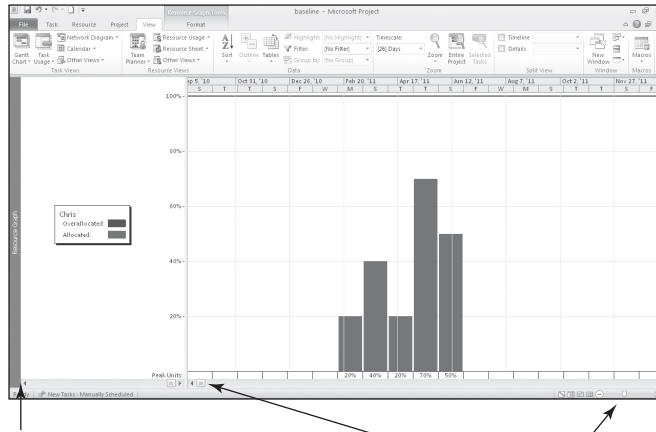 Resource Graph Tools
baseline - Microsoft Project
File Task Resource Project View Format
Gantt Chart
Task Usage
Network Diagram
Calendar
Other Views
Task Views
Team Planner
Resource Usage
Resource Sheet
Other Views
Resource Views
Sort
Outline
Tables
Highlight: [No Highlight]
Filter: [No Filter]
Group by: [No Group]
Data
Timescale:
[26] Days
Zoom
Entire Project
Selected Tasks
Zoom
Timeline
Details
Split View
New Window
Window
Macros
Macros
ep 5, '10 Oct 31, '10 Dec 26, '10 Feb 20, '11 Apr 17, '11 Jun 12, '11 Aug 7, '11 Oct 2, '11 Nov 27, '11
S T T S F W M S T T S F W M S T T S F
100%
80%
60%
40%
20%
Resource Graph
Chris
Overallocated:
Allocated:
Peak Units: 20% 40% 20% 70% 50%
Ready New Tasks : Manually Scheduled